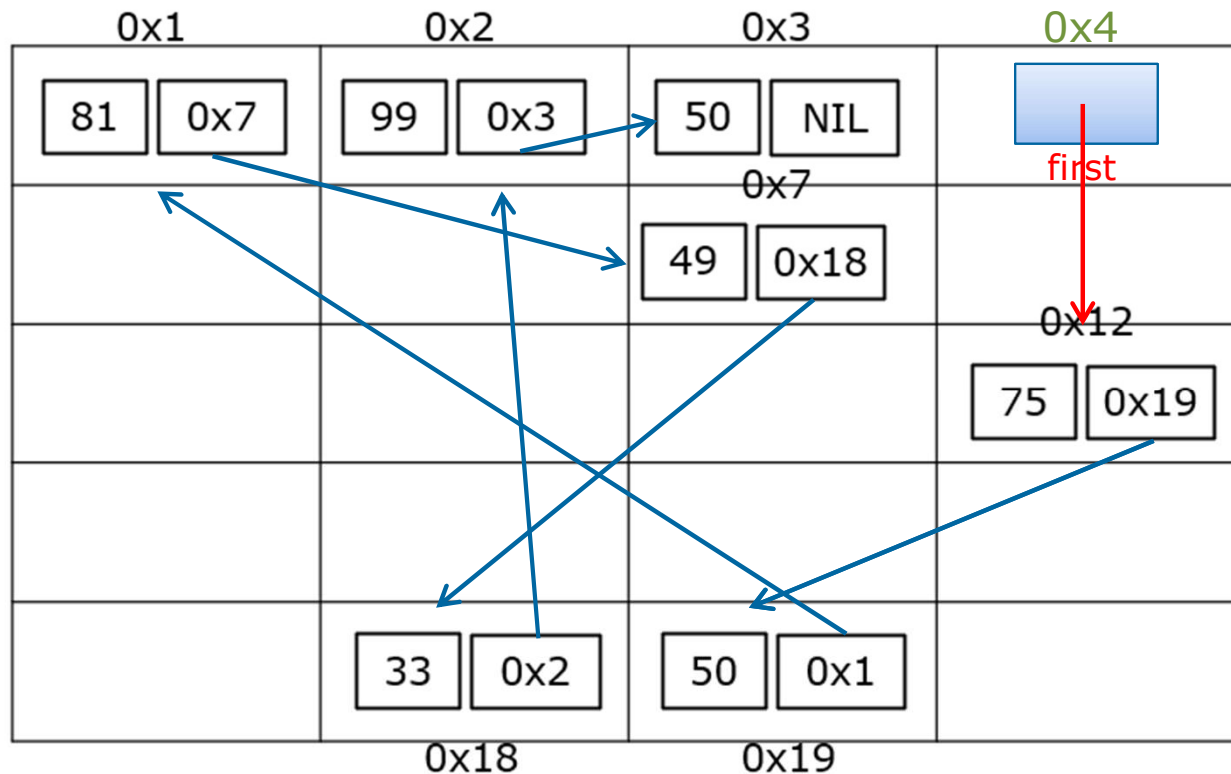 0x1 0x2 0x3 0x4
81 0x7 99 0x3 50 NIL
first
0x7
49 0x18
0x12
75 0x19
33 0x2 50 0x1
0x18 0x19